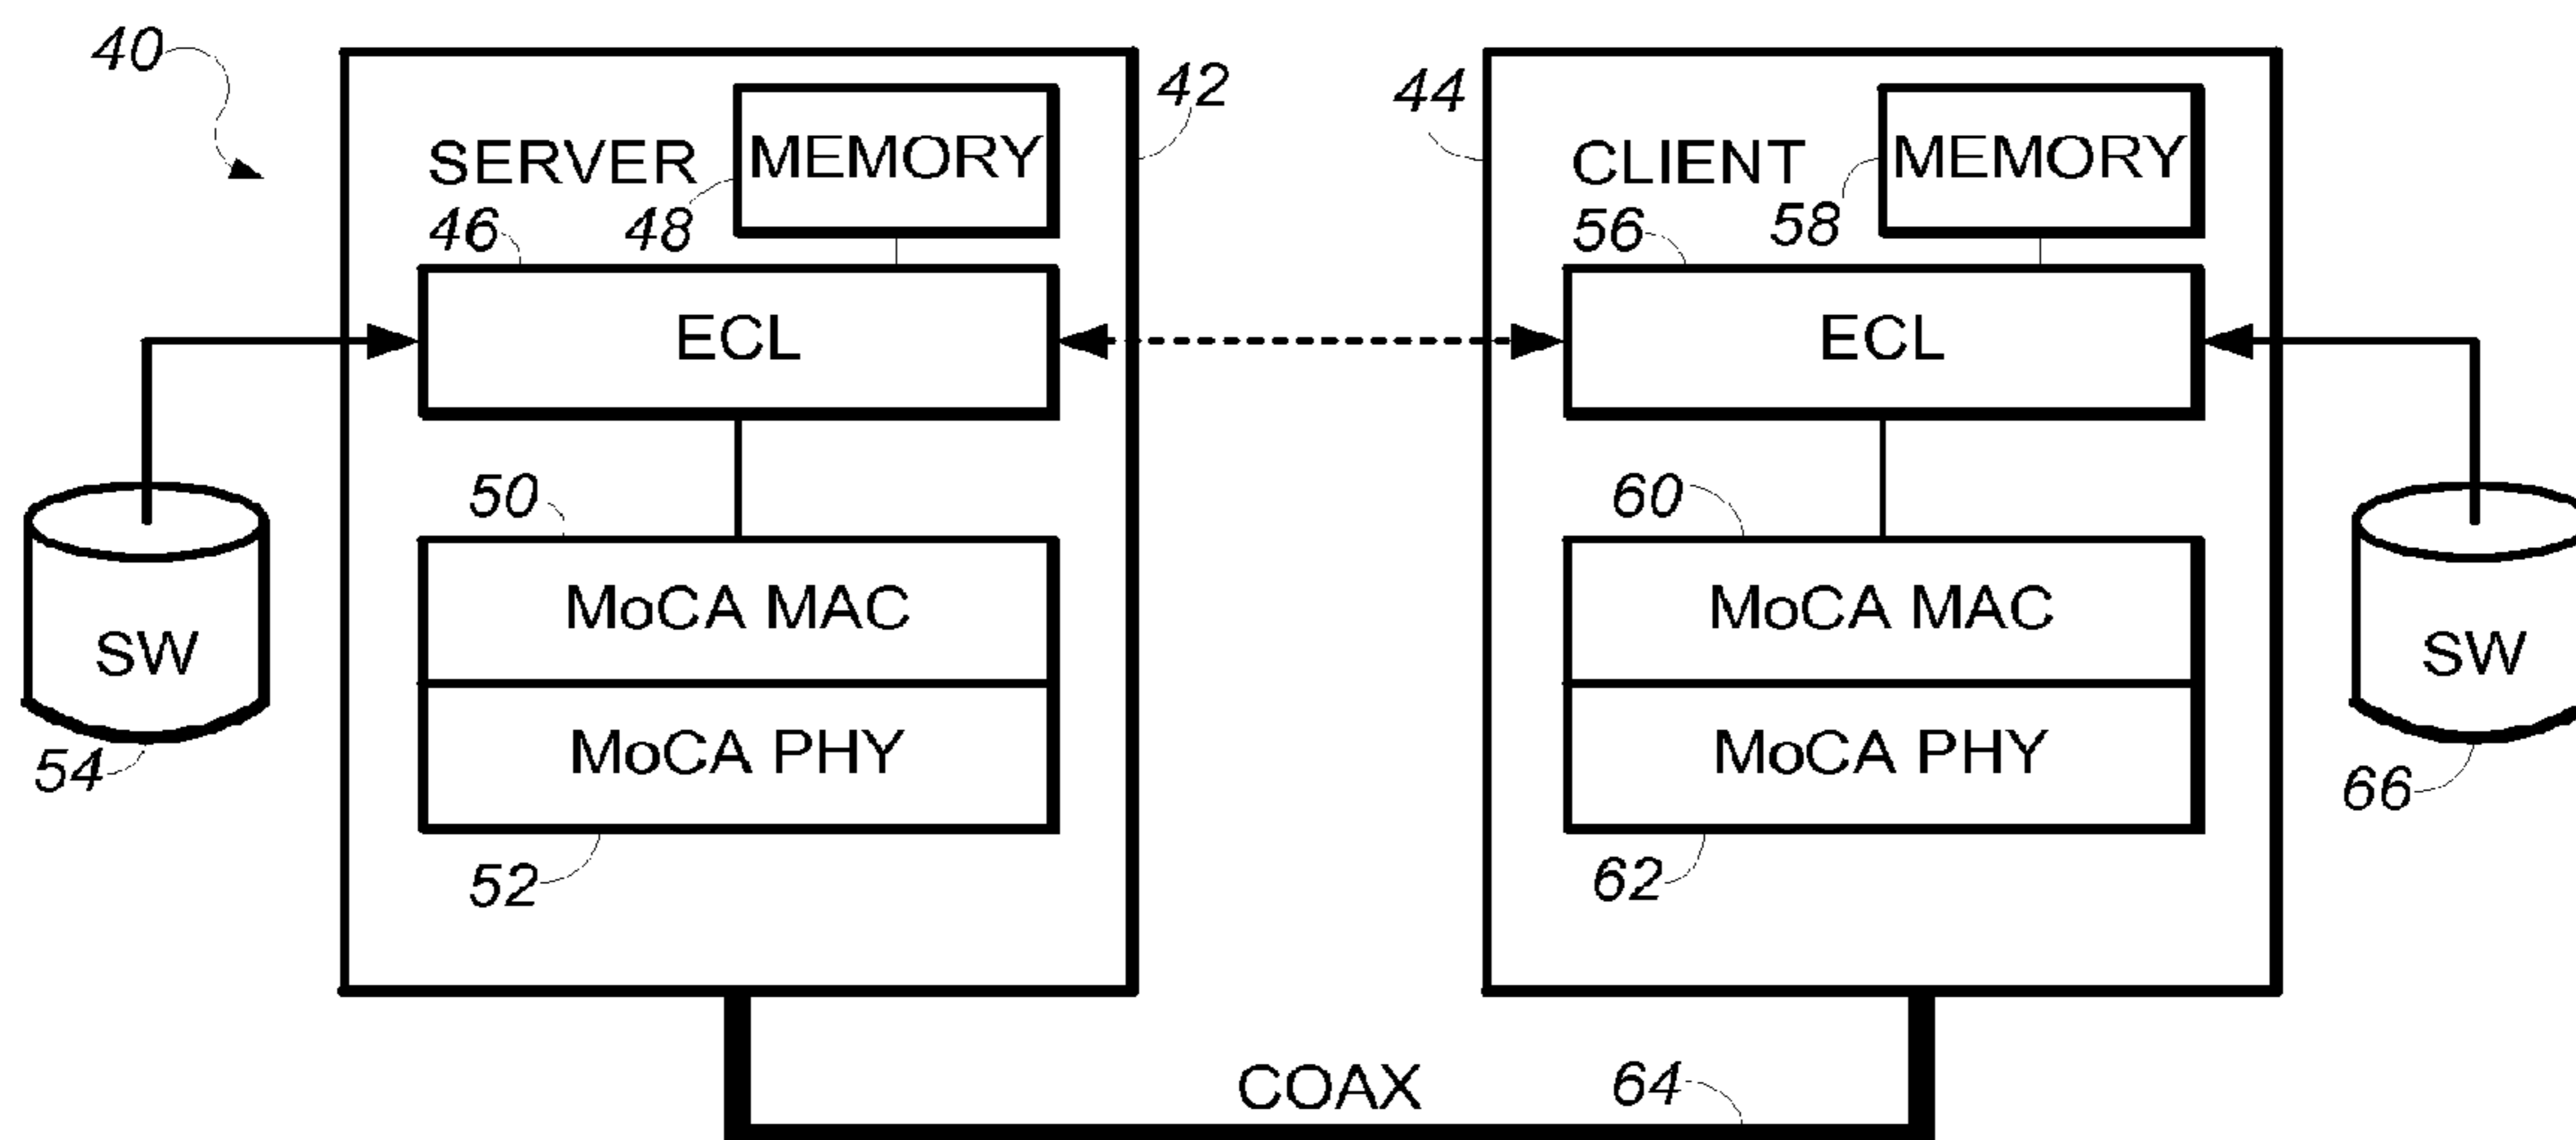 40
42
44
SERVER
MEMORY
CLIENT
MEMORY
46
48
56
58
ECL
ECL
50
60
MoCA MAC
MoCA MAC
SW
SW
MoCA PHY
MoCA PHY
54
66
52
62
COAX
64